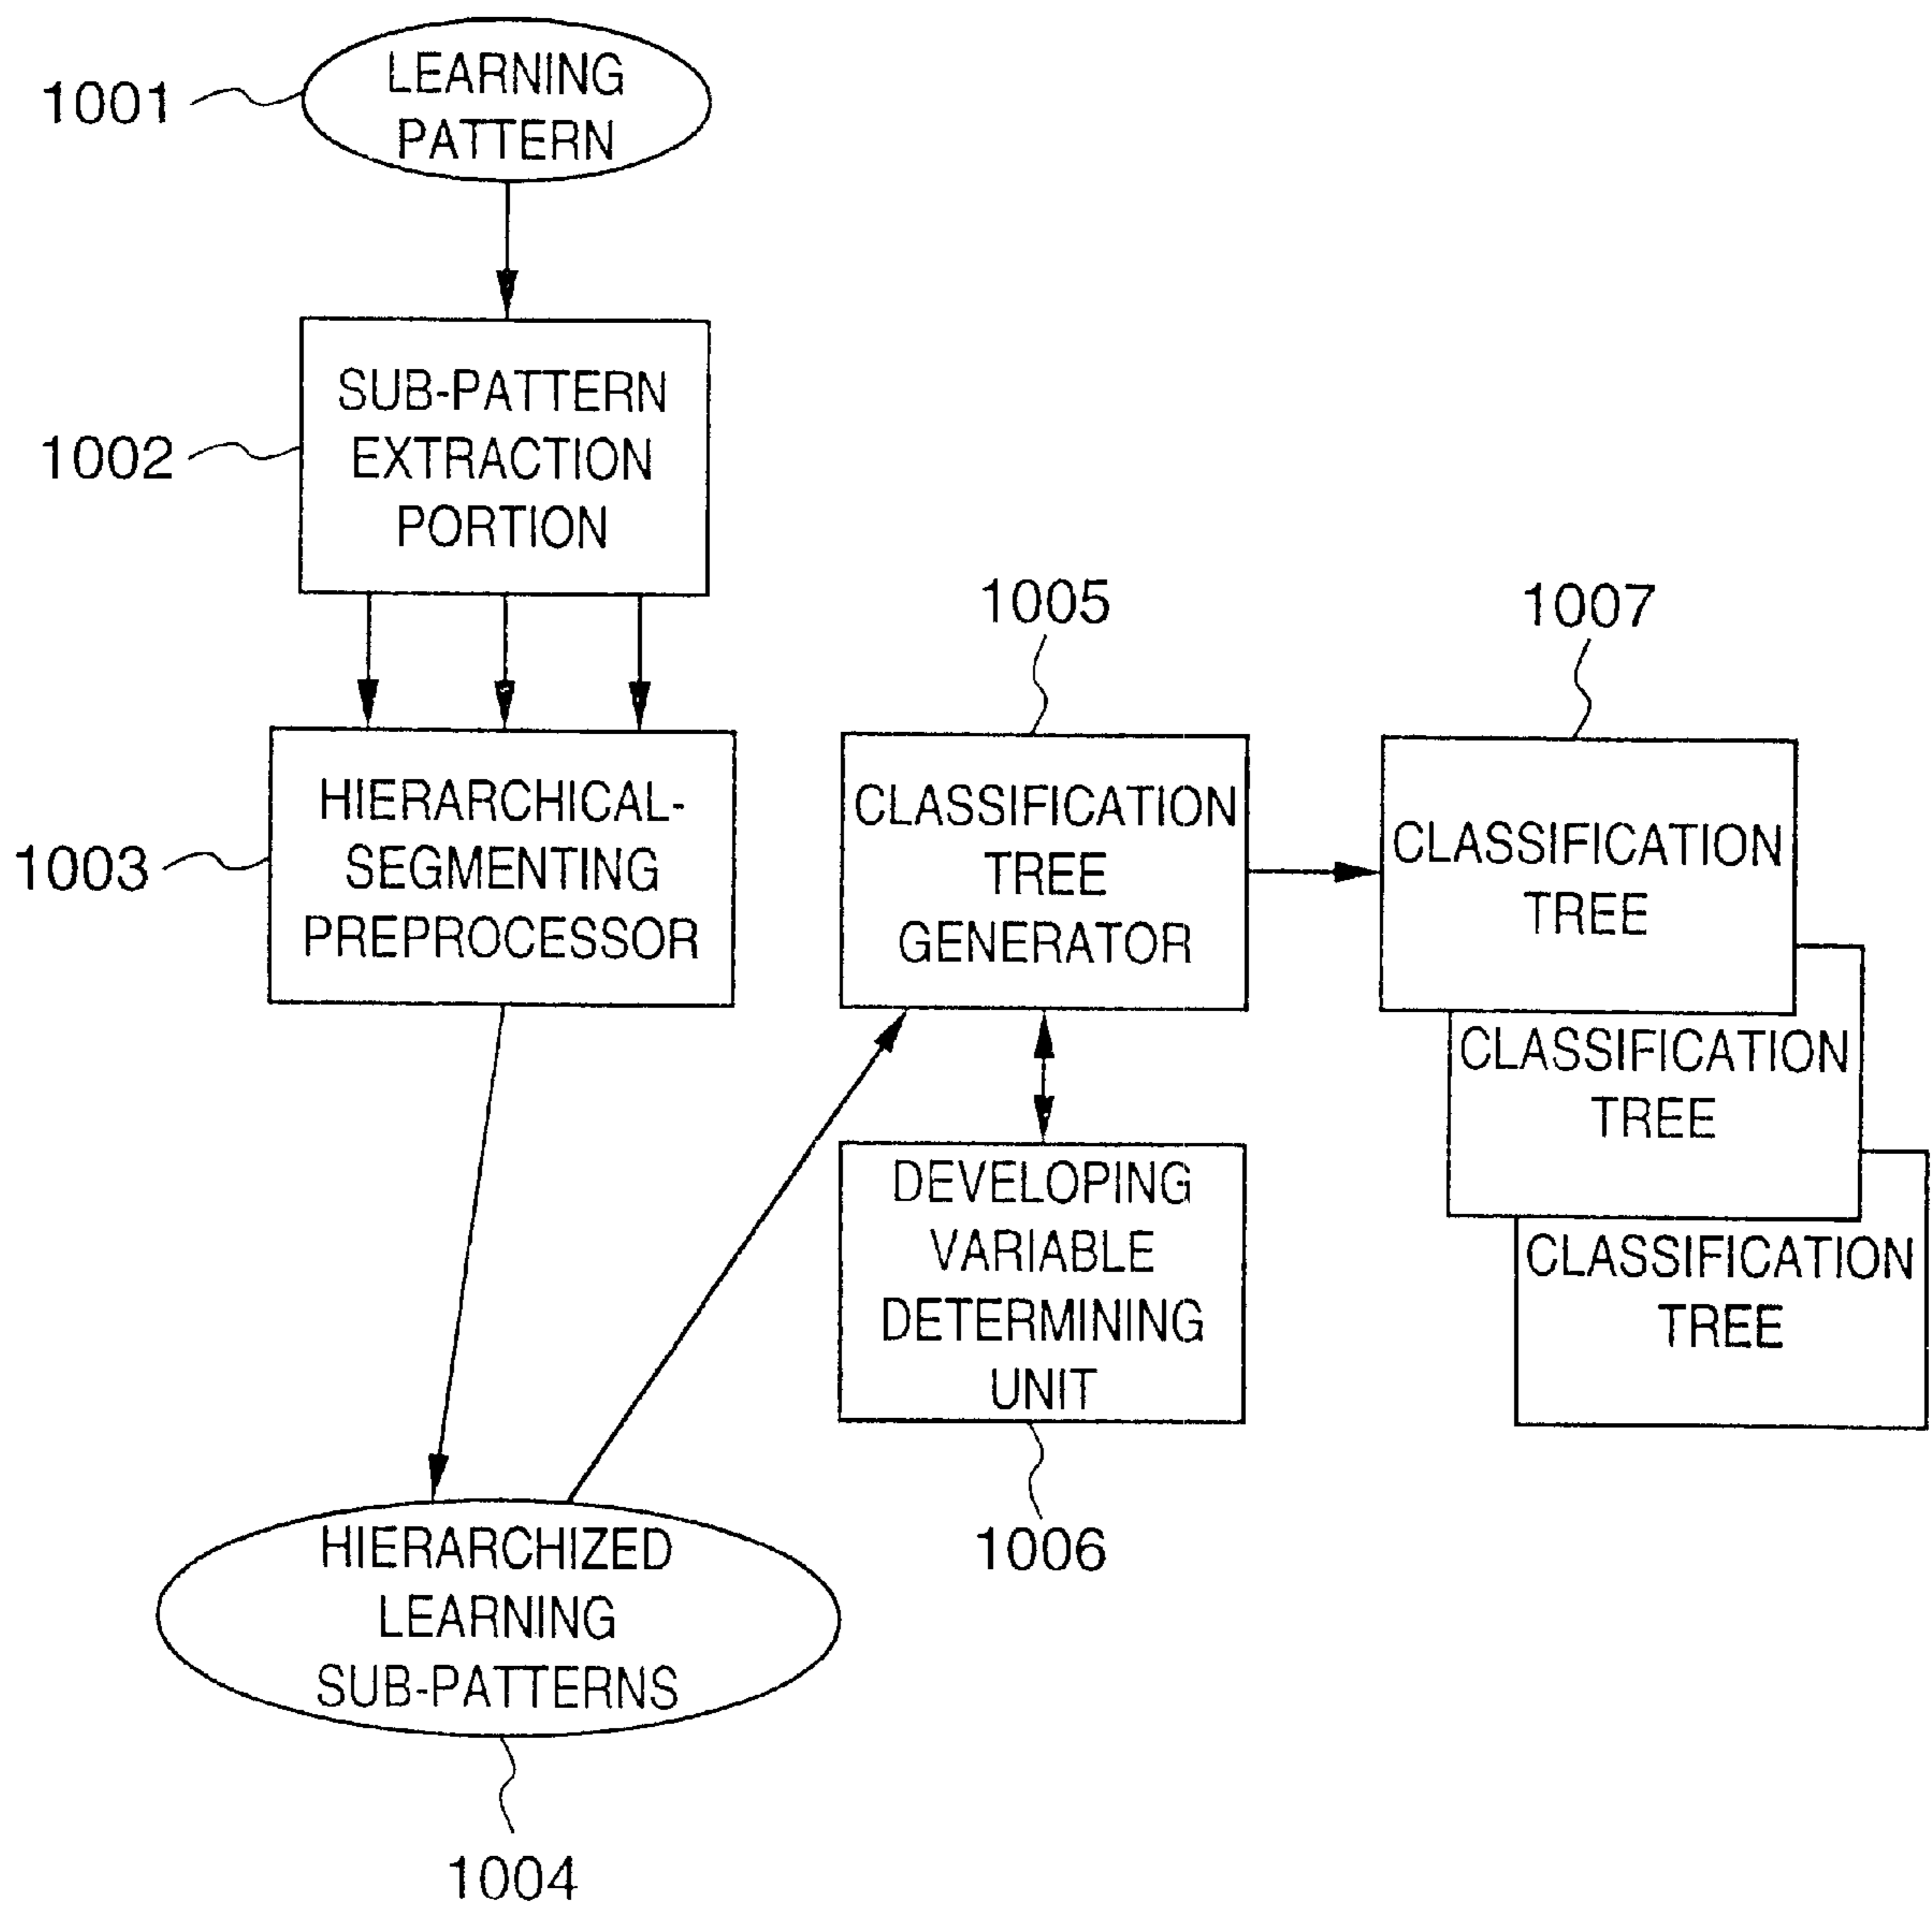 1001
LEARNING
PATTERN
1002
SUB-PATTERN
EXTRACTION
PORTION
1003
HIERARCHICAL-
SEGMENTING
PREPROCESSOR
1005
CLASSIFICATION
TREE
GENERATOR
1007
CLASSIFICATION
TREE
CLASSIFICATION
TREE
CLASSIFICATION
TREE
DEVELOPING
VARIABLE
DETERMINING
UNIT
1006
HIERARCHIZED
LEARNING
SUB-PATTERNS
1004